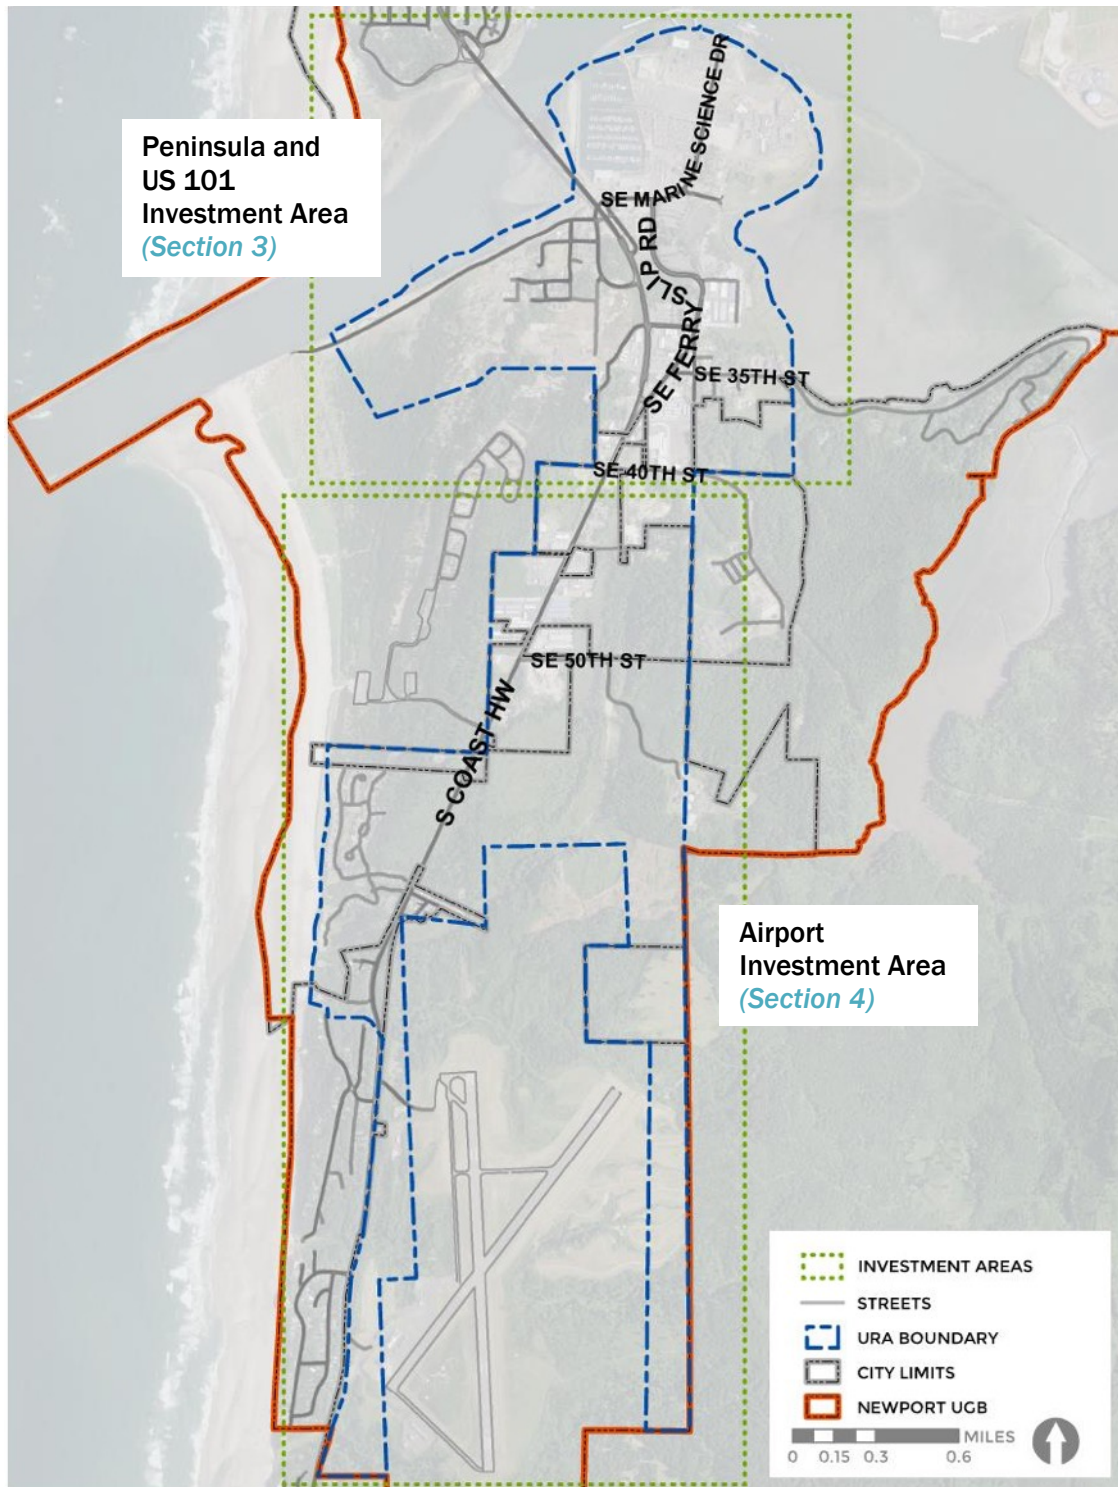 SE MARINE SCIENCE DR
Peninsula and
US 101
Investment Area
(Section 3)
SLIP RD
SE FERRY
SE 35TH ST
SE 40TH ST
SE 50TH ST
S COAST HW
Airport
Investment Area
(Section 4)
INVESTMENT AREAS
STREETS
URA BOUNDARY
CITY LIMITS
NEWPORT UGB
MILES
0 0.15 0.3 0.6